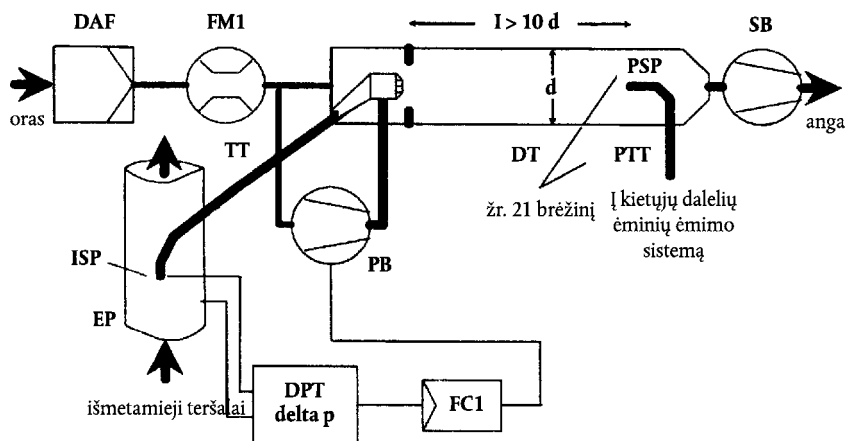 DAF
FM1
l > 10 d
SB
d
PSP
oras
anga
TT
DT
PTT
žr. 21 brėžinį
Į kietųjų dalelių
ėminių ėmimo
sistemą
ISP
PB
EP
išmetamieji teršalai
DPT
delta p
FC1